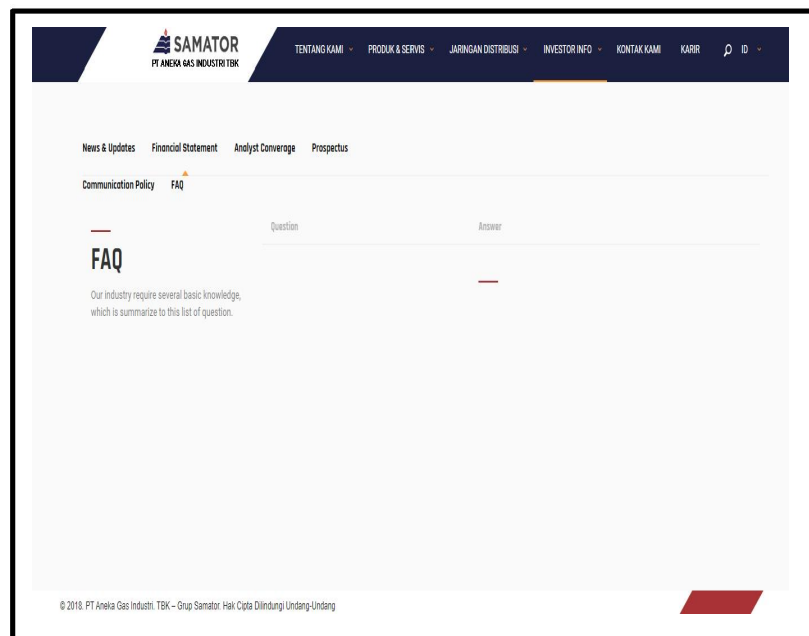 SAMATOR
PT ANEKA GAS INDUSTRI TBK
TENTANG KAMI PRODUK & SERVIS JARINGAN DISTRIBUSI INVESTOR INFO KONTAK KAMI KARIR ID
News & Updates Financial Statement Analyst Converage Prospectus
Communication Policy FAQ
Question Answer
FAQ
Our industry require several basic knowledge,
which is summarize to this list of question.
© 2018. PT Aneka Gas Industri. TBK – Grup Samator. Hak Cipta Dilindungi Undang-Undang